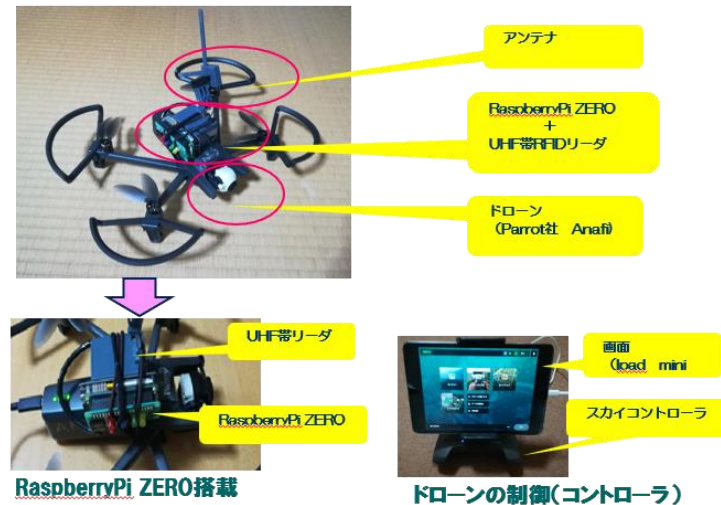 アンテナ
RaspberryPi ZERO
+
UHF帯RFIDリーダ
ドローン
（Parrot社　Anafi)
UHF帯リーダ
RaspberryPi ZERO
画面
（load　mini
スカイコントローラ
RaspberryPi ZERO搭載
ドローンの制御（コントローラ）